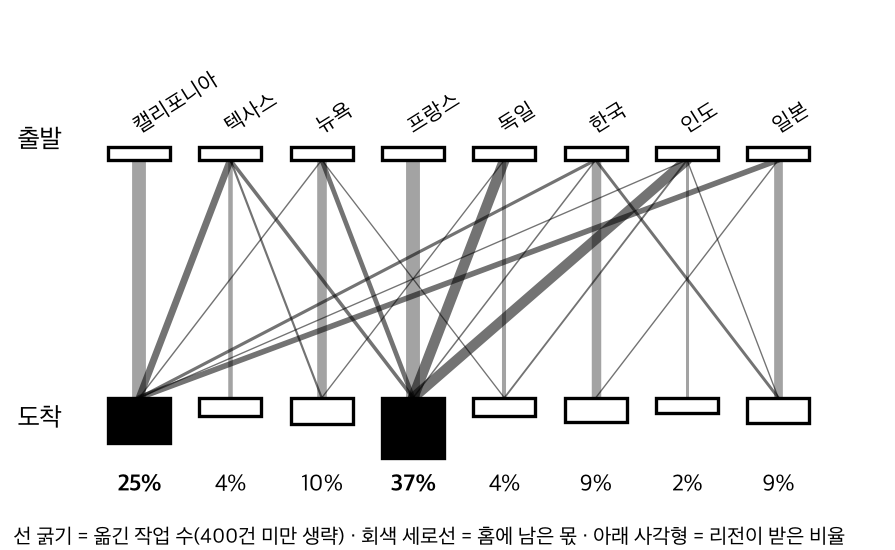 캘리포니아 텍사스 뉴욕 프랑스 독일 한국 인도 일본
출발
도착
25% 4% 10% 37% 4% 9% 2% 9%
선 굵기 = 옮긴 작업 수(400건 미만 생략) · 회색 세로선 = 홈에 남은 몫 · 아래 사각형 = 리전이 받은 비율